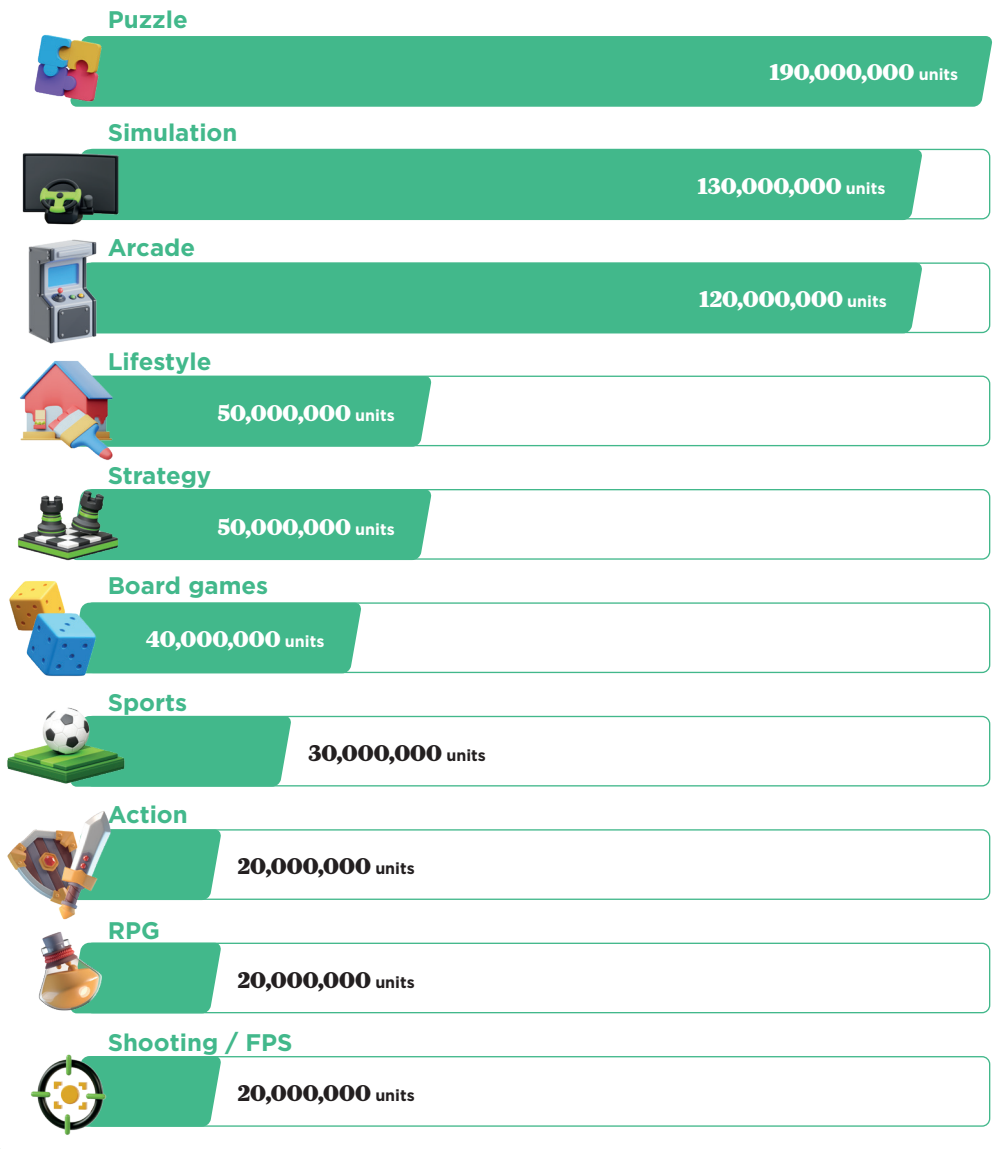 Puzzle
190,000,000 units
Simulation
130,000,000 units
Arcade
120,000,000 units
Lifestyle
50,000,000 units
Strategy
50,000,000 units
Board games
40,000,000 units
Sports
30,000,000 units
Action
20,000,000 units
RPG
20,000,000 units
Shooting / FPS
20,000,000 units